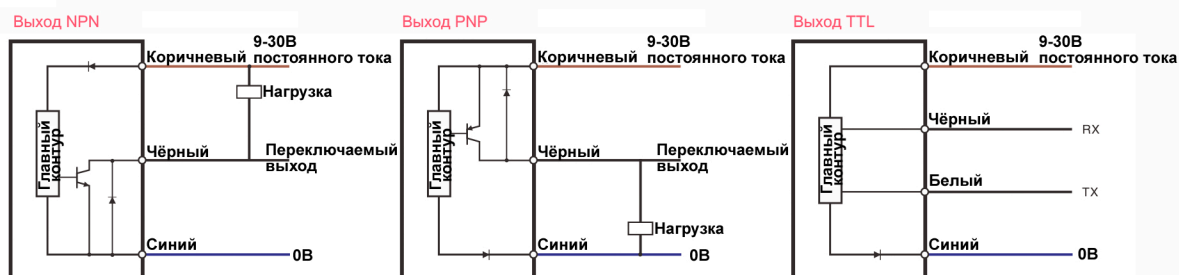 Выход NPN
9-30В
Коричневый постоянного тока
Нагрузка
Главный
контур
Чёрный
Переключаемый
выход
Синий
0В
Выход PNP
9-30В
Коричневый постоянного тока
Главный
контур
Чёрный
Переключаемый
выход
Нагрузка
Синий
0В
Выход TTL
9-30В
Коричневый постоянного тока
Главный
контур
Чёрный
RX
Белый
TX
Синий
0В